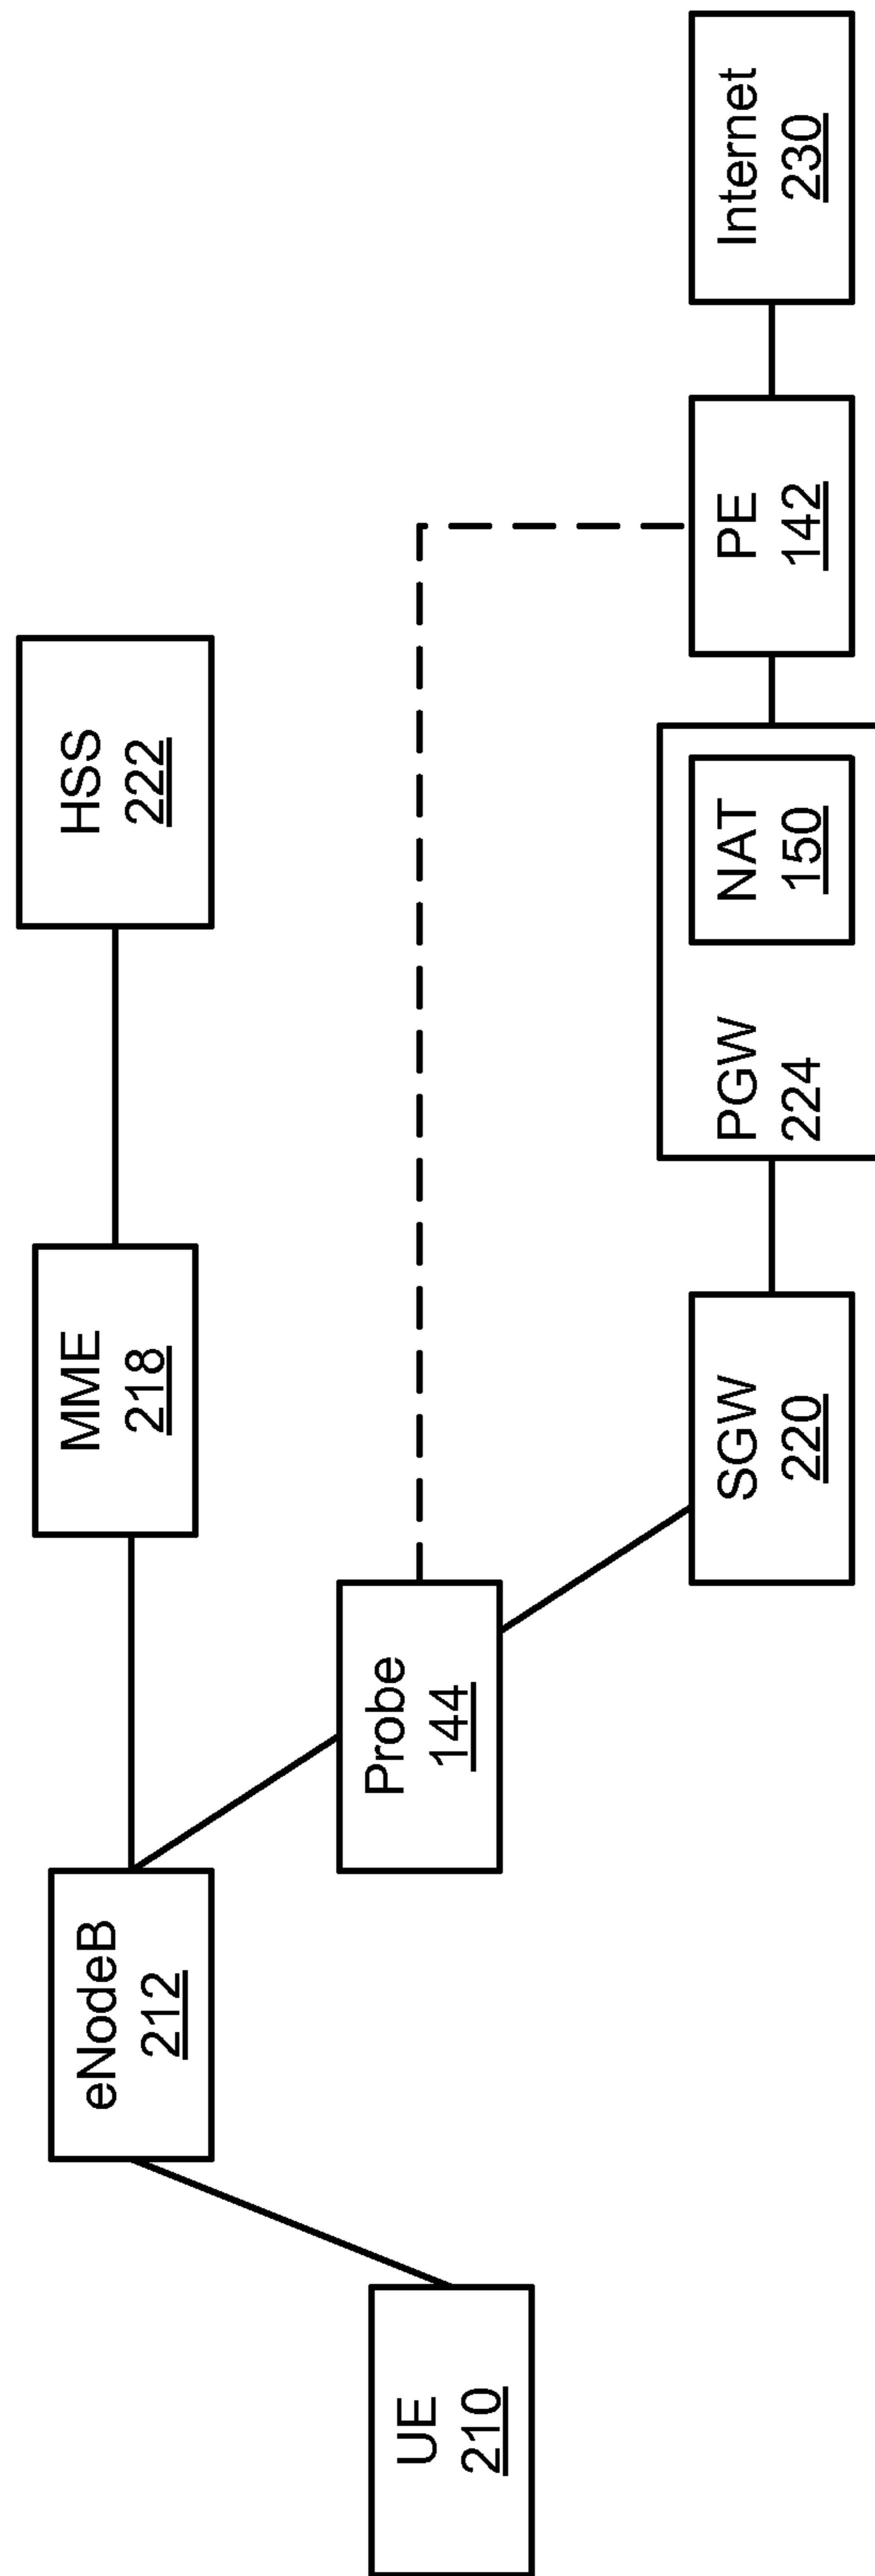 HSS
222
MME
218
eNodeB
212
UE
210
Probe
144
Internet
230
PE
142
NAT
150
PGW
224
SGW
220